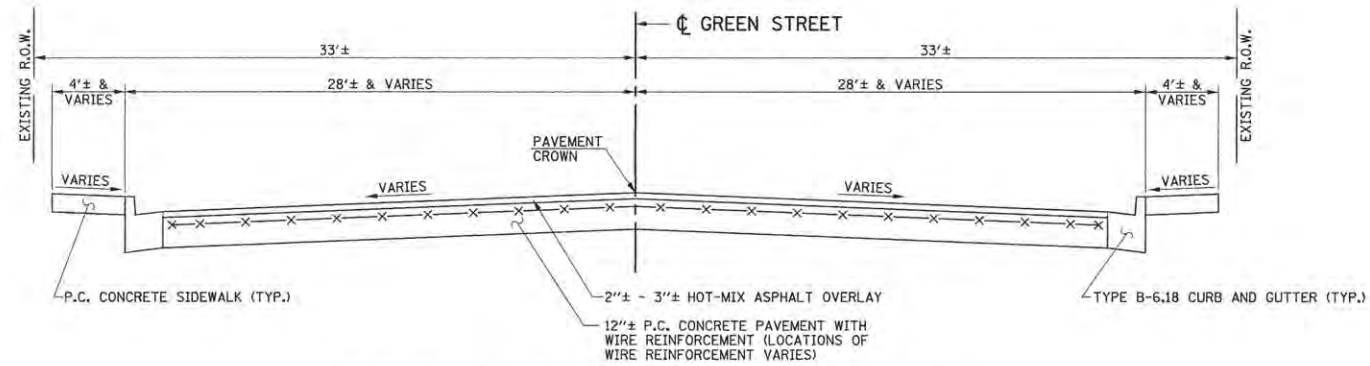 ℄ GREEN STREET
EXISTING R.O.W.
33'±
33'±
EXISTING R.O.W.
4'± &
VARIES
28'± & VARIES
28'± & VARIES
4'± &
VARIES
PAVEMENT
CROWN
VARIES
VARIES
VARIES
VARIES
P.C. CONCRETE SIDEWALK (TYP.)
2"± - 3"± HOT-MIX ASPHALT OVERLAY
TYPE B-6.18 CURB AND GUTTER (TYP.)
12"± P.C. CONCRETE PAVEMENT WITH
WIRE REINFORCEMENT (LOCATIONS OF
WIRE REINFORCEMENT VARIES)